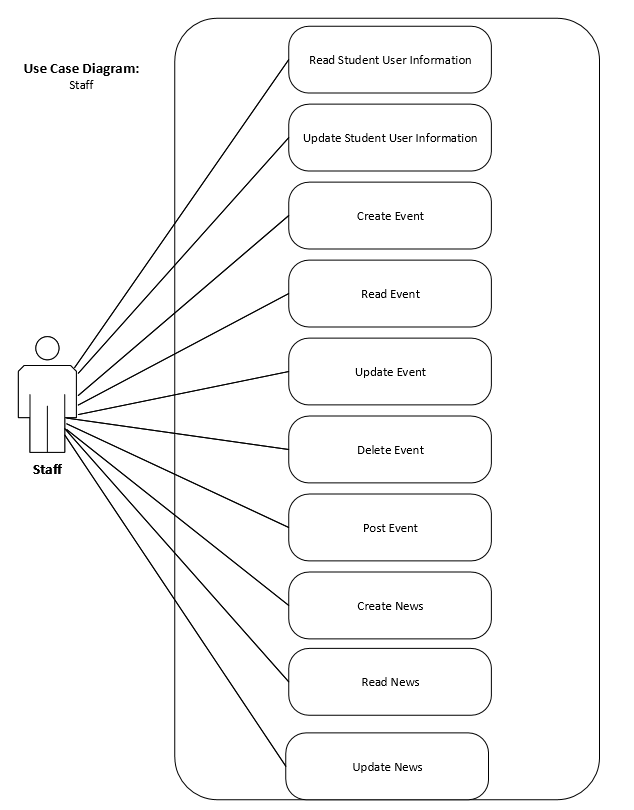 Use Case Diagram:
Staff
Read Student User Information
Update Student User Information
Create Event
Read Event
Update Event
Delete Event
Post Event
Create News
Read News
Update News
Staff